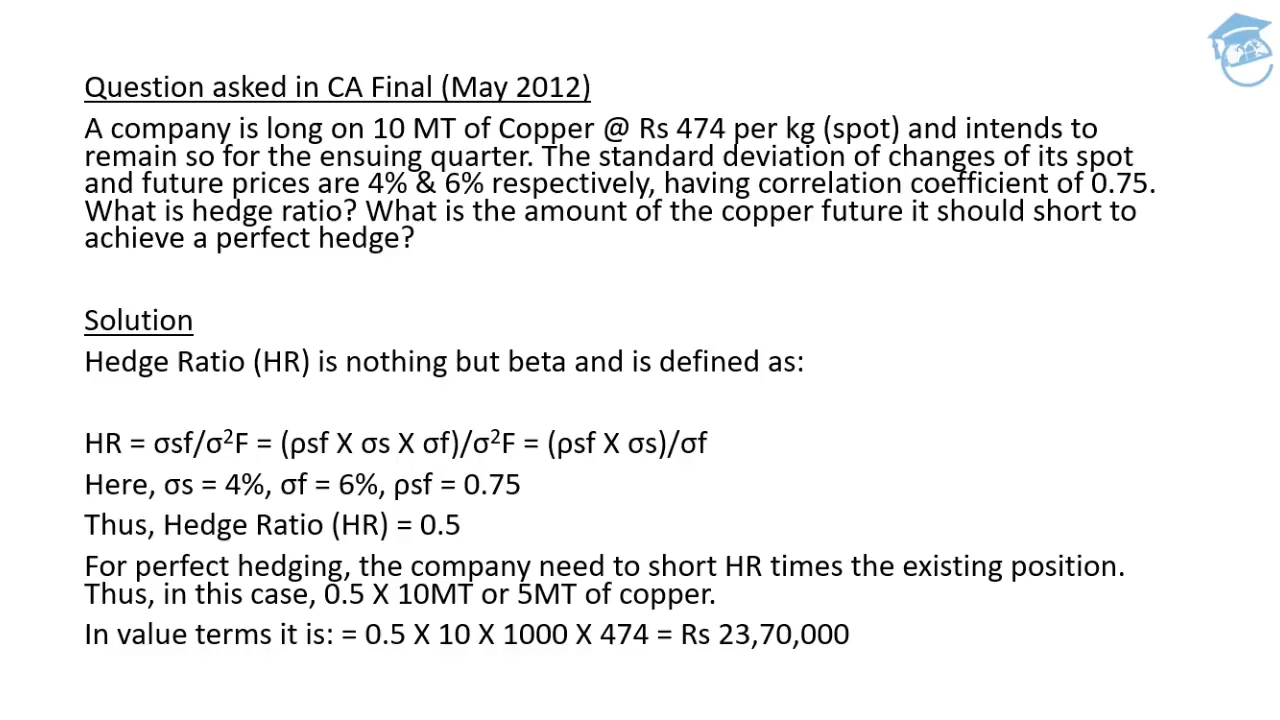 Question asked in CA Final (May 2012)
A company is long on 10 MT of Copper @ Rs 474 per kg (spot) and intends to
remain so for the ensuing quarter. The standard deviation of changes of its spot
and future prices are 4% & 6% respectively, having correlation coefficient of 0.75.
What is hedge ratio? What is the amount of the copper future it should short to
achieve a perfect hedge?
Solution
Hedge Ratio (HR) is nothing but beta and is defined as:
HR = σsf/σ²F = (ρsf X σs X σf)/σ²F = (ρsf X σs)/σf
Here, σs = 4%, σf = 6%, ρsf = 0.75
Thus, Hedge Ratio (HR) = 0.5
For perfect hedging, the company need to short HR times the existing position.
Thus, in this case, 0.5 X 10MT or 5MT of copper.
In value terms it is: = 0.5 X 10 X 1000 X 474 = Rs 23,70,000